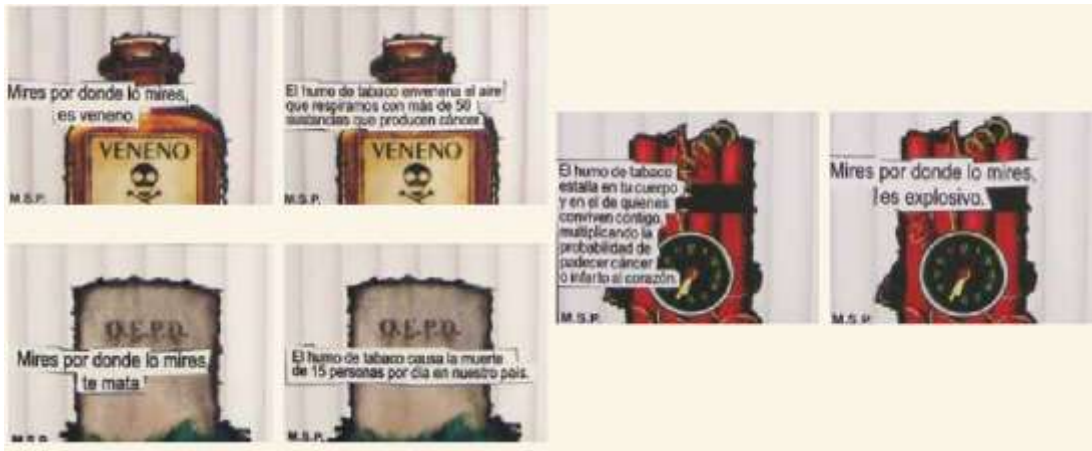 Mires por donde lo mires,
es veneno.
VENENO
M.S.P.
El humo de tabaco envenena el aire
que respiramos con más de 50
sustancias que producen cáncer.
VENENO
M.S.P.
El humo de tabaco
estalla en tu cuerpo
y en el de quienes
conviven contigo,
multiplicando la
probabilidad de
padecer cáncer
o infarto al corazón.
M.S.P.
Mires por donde lo mires,
es explosivo.
M.S.P.
Q.E.P.D.
Mires por donde lo mires
te mata
M.S.P.
Q.E.P.D.
El humo de tabaco causa la muerte
de 15 personas por día en nuestro país.
M.S.P.